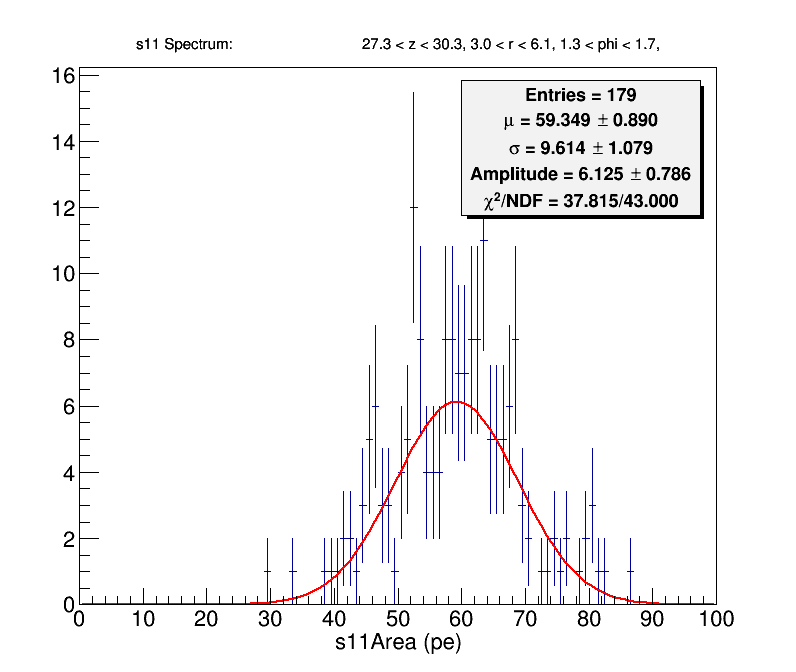 s11 Spectrum: 27.3 < z < 30.3, 3.0 < r < 6.1, 1.3 < phi < 1.7,
Entries = 179
μ = 59.349 ± 0.890
σ = 9.614 ± 1.079
Amplitude = 6.125 ± 0.786
χ²/NDF = 37.815/43.000
16
14
12
10
8
6
4
2
0
0 10 20 30 40 50 60 70 80 90 100
s11Area (pe)